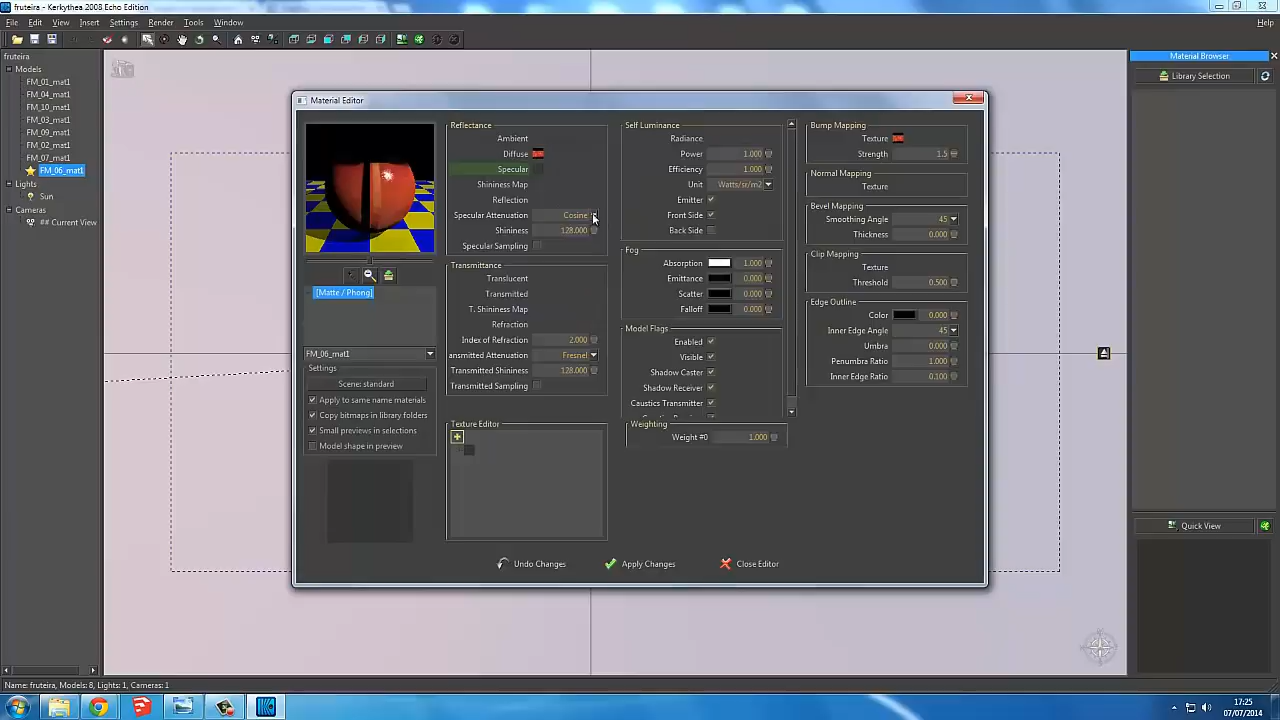 fruteira - Kerkythea 2008 Echo Edition
File Edit View Insert Settings Render Tools Window Help
fruteira
Models
FM_01_mat1
FM_04_mat1
FM_10_mat1
FM_03_mat1
FM_09_mat1
FM_02_mat1
FM_07_mat1
FM_06_mat1
Lights
Sun
Cameras
## Current View
Material Editor
[Matte / Phong]
FM_06_mat1
Settings
Scene: standard
Apply to same name materials
Copy bitmaps in library folders
Small previews in selections
Model shape in preview
Reflectance
Ambient
Diffuse
Specular
Shininess Map
Reflection
Specular Attenuation Cosine
Shininess 128.000
Specular Sampling
Transmittance
Translucent
Transmitted
T. Shininess Map
Refraction
Index of Refraction 2.000
ansmitted Attenuation Fresnel
Transmitted Shininess 128.000
Transmitted Sampling
Texture Editor
Self Luminance
Radiance
Power 1.000
Efficiency 1.000
Unit Watts/sr/m2
Emitter
Front Side
Back Side
Fog
Absorption 1.000
Emittance 0.000
Scatter 0.000
Falloff 0.000
Model Flags
Enabled
Visible
Shadow Caster
Shadow Receiver
Caustics Transmitter
Weighting
Weight #0 1.000
Bump Mapping
Texture
Strength 1.5
Normal Mapping
Texture
Bevel Mapping
Smoothing Angle 45
Thickness 0.000
Clip Mapping
Texture
Threshold 0.500
Edge Outline
Color 0.000
Inner Edge Angle 45
Umbra 0.000
Penumbra Ratio 1.000
Inner Edge Ratio 0.100
Undo Changes Apply Changes Close Editor
Material Browser
Library Selection
Quick View
Name: fruteira, Models: 8, Lights: 1, Cameras: 1
17:25
07/07/2014